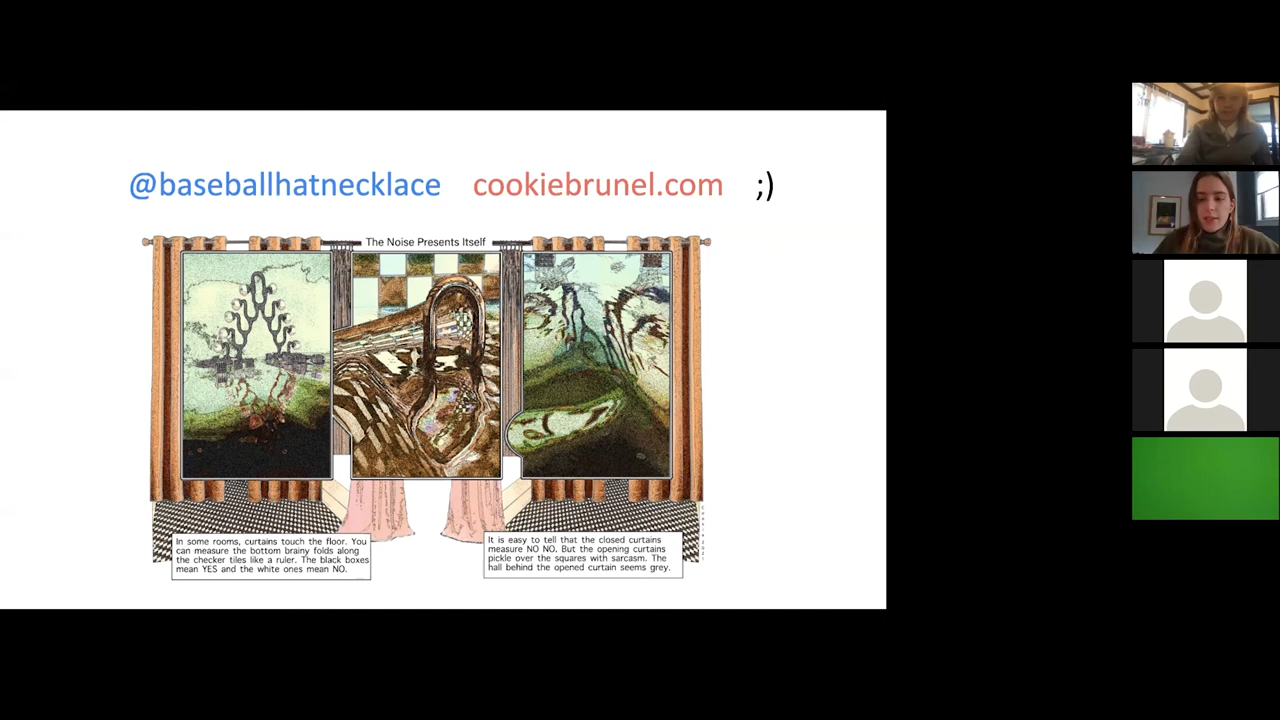 @baseballhatnecklace cookiebrunel.com ;)
The Noise Presents Itself
In some rooms, curtains touch the floor. You
can measure the bottom brainy folds along
the checker tiles like a ruler. The black boxes
mean YES and the white ones mean NO.
It is easy to tell that the closed curtains
measure NO NO. But the opening curtains
pickle over the squares with sarcasm. The
hall behind the opened curtain seems grey.